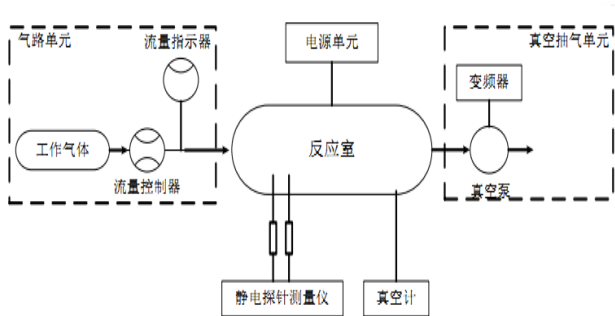 气路单元
流量指示器
电源单元
真空抽气单元
变频器
工作气体
反应室
流量控制器
真空泵
静电探针测量仪
真空计